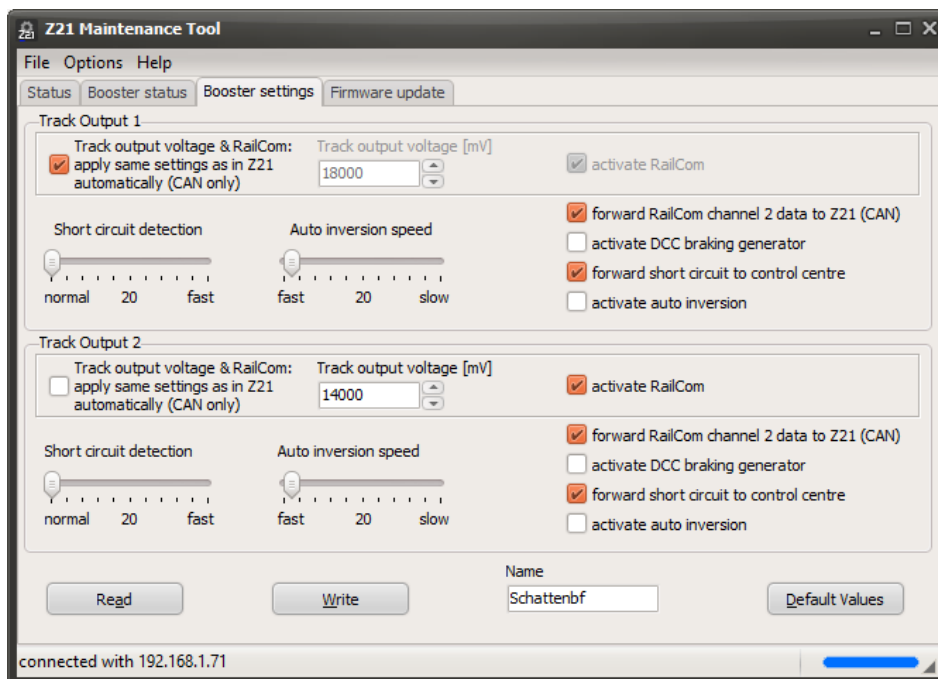 Z21 Maintenance Tool
File Options Help
Status Booster status Booster settings Firmware update
Track Output 1
Track output voltage & RailCom:
apply same settings as in Z21
automatically (CAN only)
Track output voltage [mV]
18000
activate RailCom
Short circuit detection
normal 20 fast
Auto inversion speed
fast 20 slow
forward RailCom channel 2 data to Z21 (CAN)
activate DCC braking generator
forward short circuit to control centre
activate auto inversion
Track Output 2
Track output voltage & RailCom:
apply same settings as in Z21
automatically (CAN only)
Track output voltage [mV]
14000
activate RailCom
Short circuit detection
normal 20 fast
Auto inversion speed
fast 20 slow
forward RailCom channel 2 data to Z21 (CAN)
activate DCC braking generator
forward short circuit to control centre
activate auto inversion
Read
Write
Name
Schattenbf
Default Values
connected with 192.168.1.71